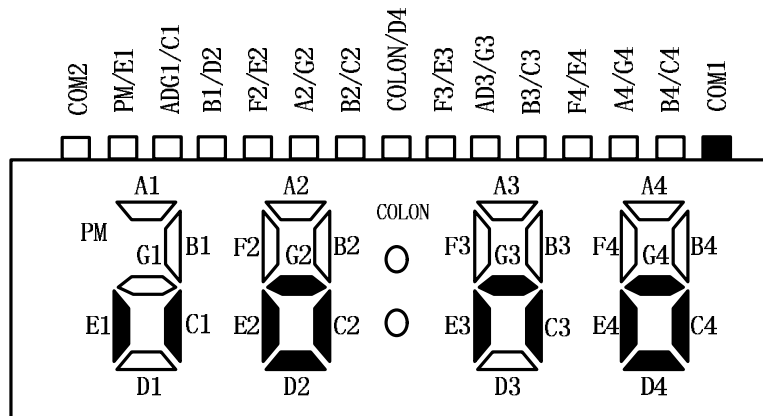 COM2 PM/E1 ADG1/C1 B1/D2 F2/E2 A2/G2 B2/C2 COLON/D4 F3/E3 AD3/G3 B3/C3 F4/E4 A4/G4 B4/C4 COM1
A1 A2 A3 A4
PM G1 B1 F2 G2 B2 COLON F3 G3 B3 F4 G4 B4
E1 C1 E2 C2 E3 C3 E4 C4
D1 D2 D3 D4